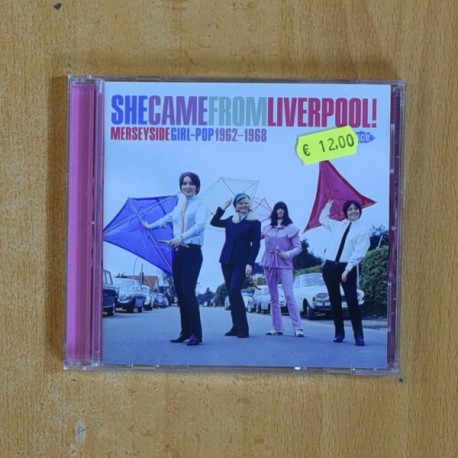 SHECAMEFROMLIVERPOOL!
MERSEYSIDEGIRL-POP1962-1968
€ 12,00